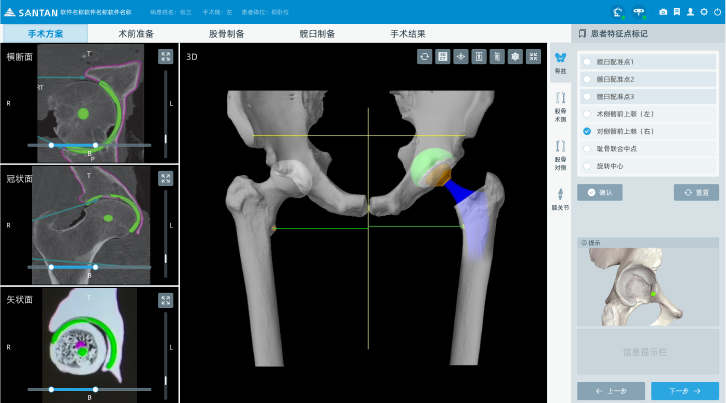 SANTAN 软件名称软件名称软件名称
病患姓名：张三 手术侧：左 患者体位：仰卧位
手术方案 术前准备 股骨制备 髋臼制备 手术结果
横断面
T
R
RT
L
B
P
冠状面
T
R
L
B
矢状面
T
R
L
B
3D
骨盆
股骨
术侧
股骨
对侧
膝关节
患者特征点标记
髋臼配准点1
髋臼配准点2
髋臼配准点3
术侧髂前上棘（左）
对侧髂前上棘（右）
耻骨联合中点
旋转中心
确认 重置
提示
信息提示栏
上一步 下一步